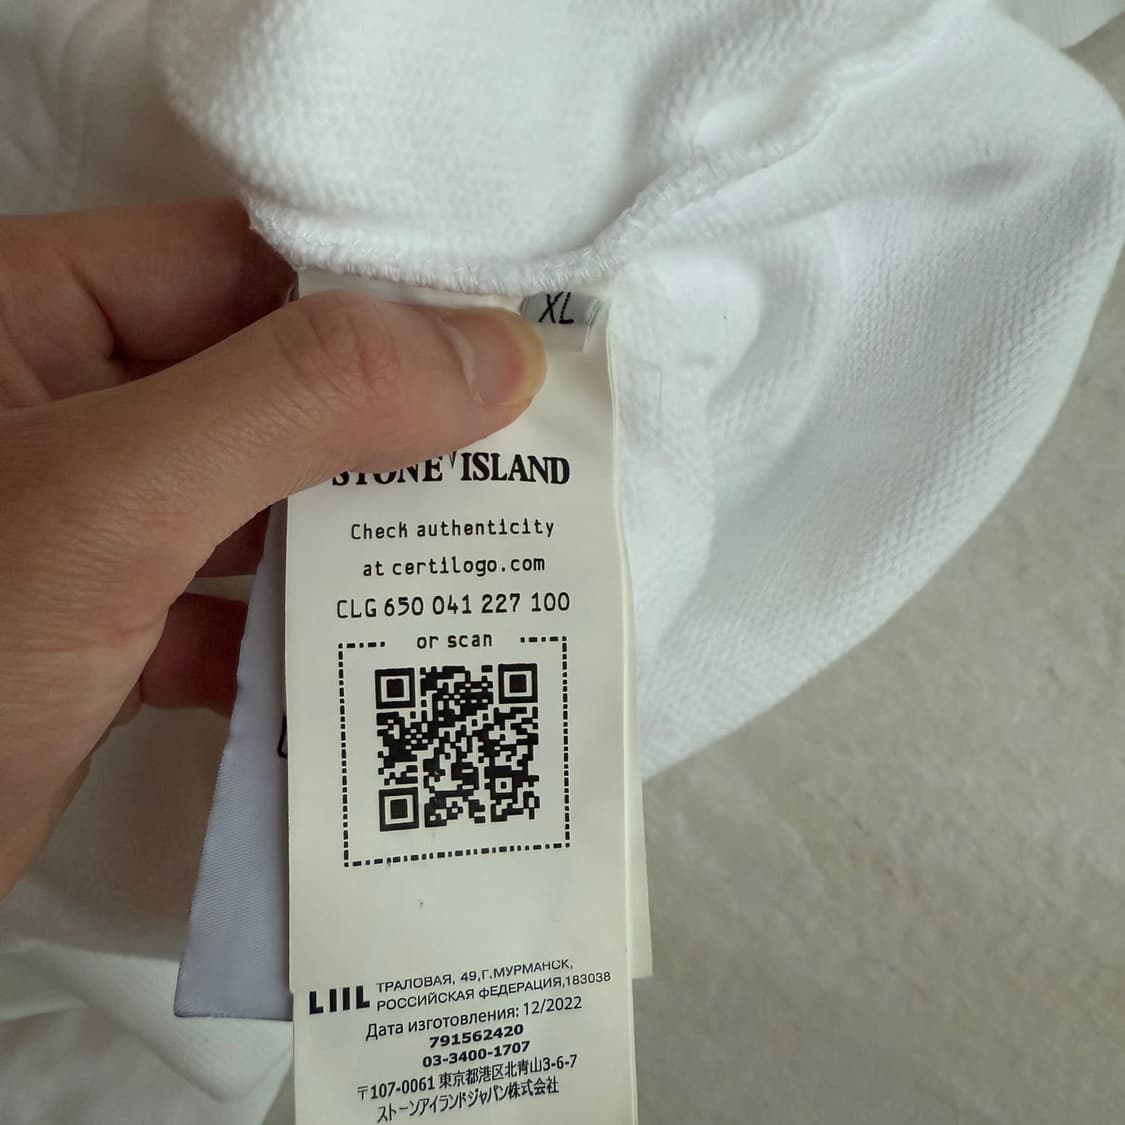 XL
STONE ISLAND
Check authenticity
at certilogo.com
CLG 650 041 227 100
or scan
LIIL
ТРАЛОВАЯ, 49,Г.МУРМАНСК,
РОССИЙСКАЯ ФЕДЕРАЦИЯ,183038
Дата изготовления: 12/2022
791562420
03-3400-1707
〒107-0061 東京都港区北青山3-6-7
ストーンアイランドジャパン株式会社